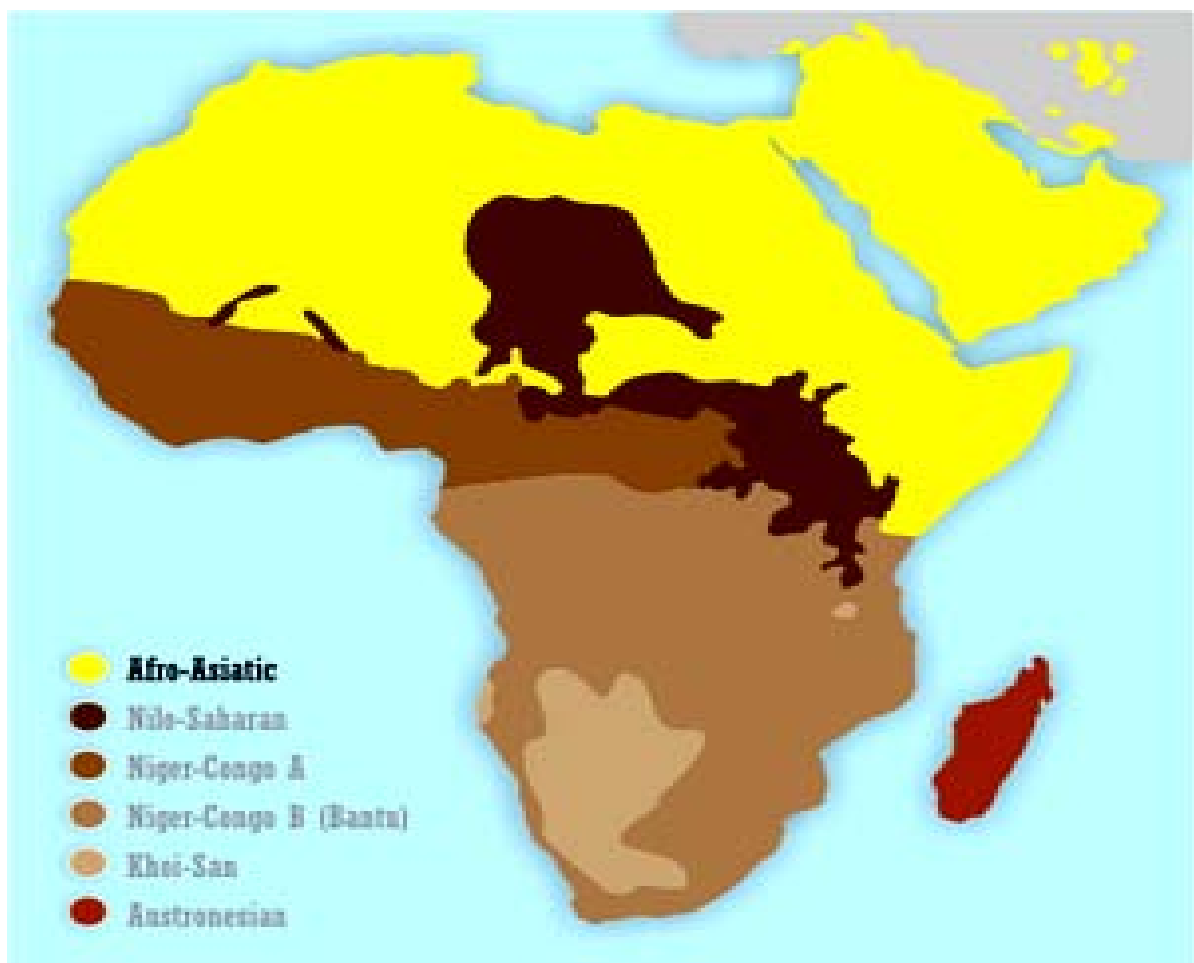 Afro-Asiatic
Nilo-Saharan
Niger-Congo A
Niger-Congo B (Bantu)
Khoi-San
Austronesian